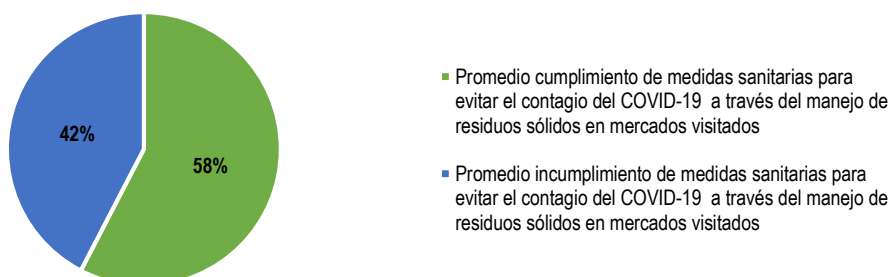 42%
58%
Promedio cumplimiento de medidas sanitarias para
evitar el contagio del COVID-19 a través del manejo de
residuos sólidos en mercados visitados
Promedio incumplimiento de medidas sanitarias para
evitar el contagio del COVID-19 a través del manejo de
residuos sólidos en mercados visitados